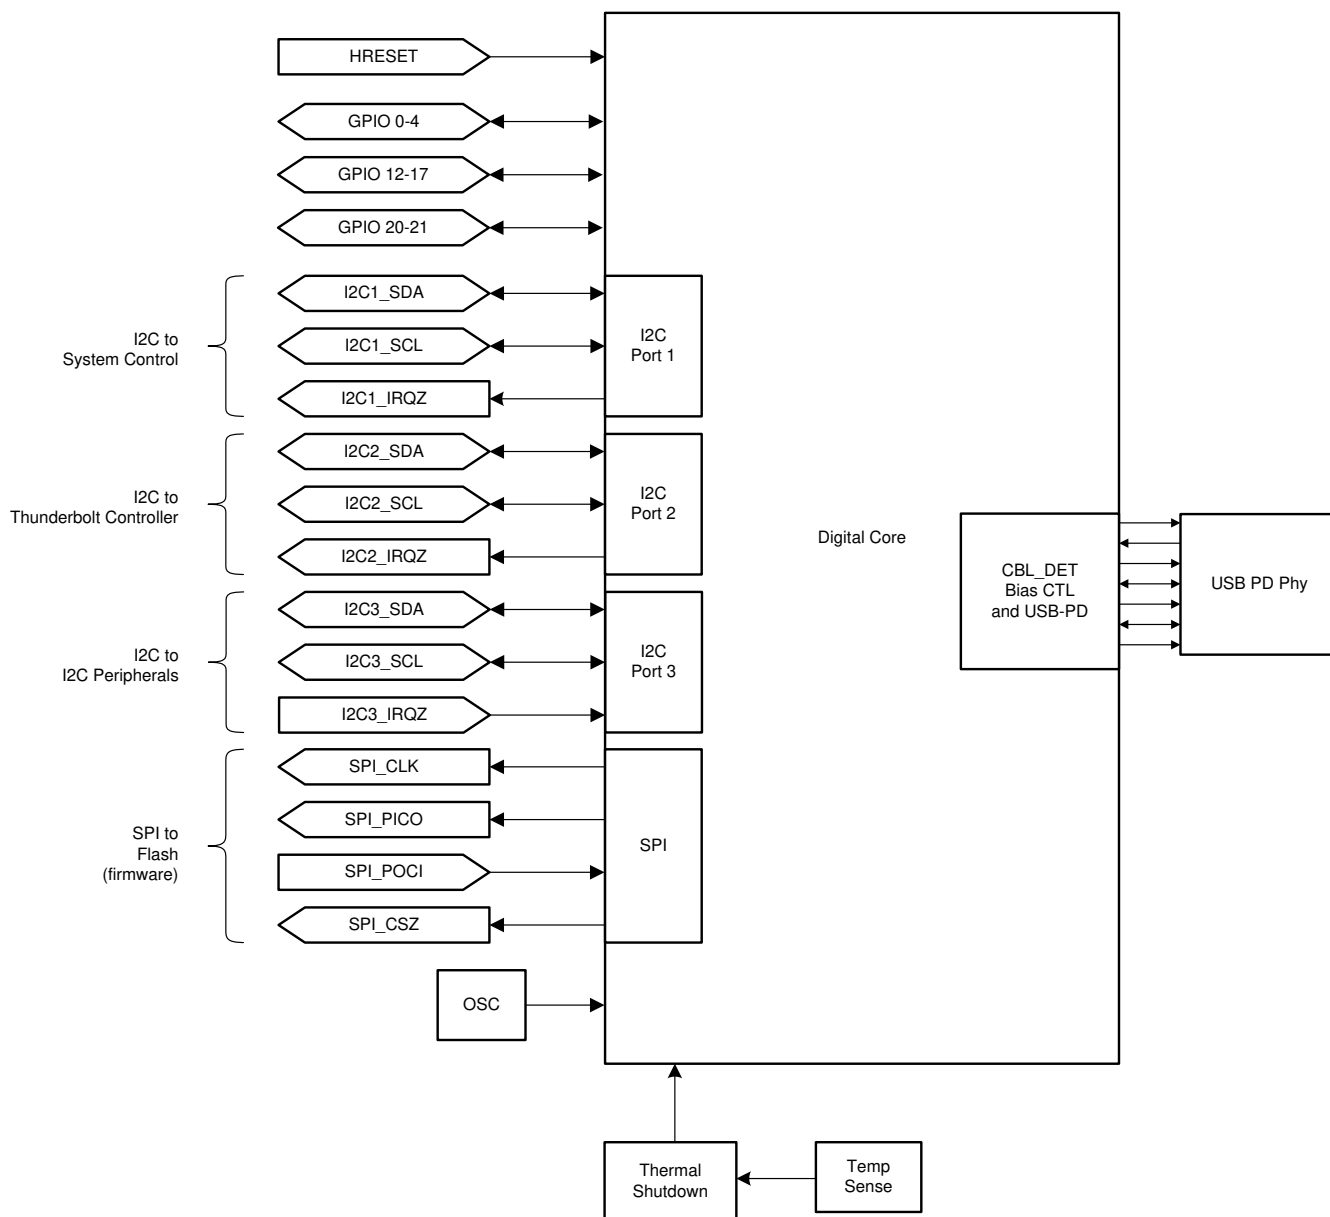 HRESET
GPIO 0-4
GPIO 12-17
GPIO 20-21
I2C to
System Control
I2C1_SDA
I2C1_SCL
I2C1_IRQZ
I2C
Port 1
I2C to
Thunderbolt Controller
I2C2_SDA
I2C2_SCL
I2C2_IRQZ
I2C
Port 2
I2C to
I2C Peripherals
I2C3_SDA
I2C3_SCL
I2C3_IRQZ
I2C
Port 3
SPI to
Flash
(firmware)
SPI_CLK
SPI_PICO
SPI_POCI
SPI_CSZ
SPI
OSC
Digital Core
CBL_DET
Bias CTL
and USB-PD
USB PD Phy
Thermal
Shutdown
Temp
Sense